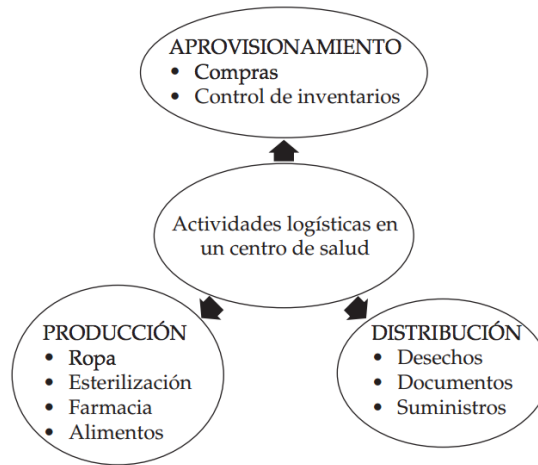 APROVISIONAMIENTO
• Compras
• Control de inventarios
Actividades logísticas en
un centro de salud
PRODUCCIÓN
• Ropa
• Esterilización
• Farmacia
• Alimentos
DISTRIBUCIÓN
• Desechos
• Documentos
• Suministros